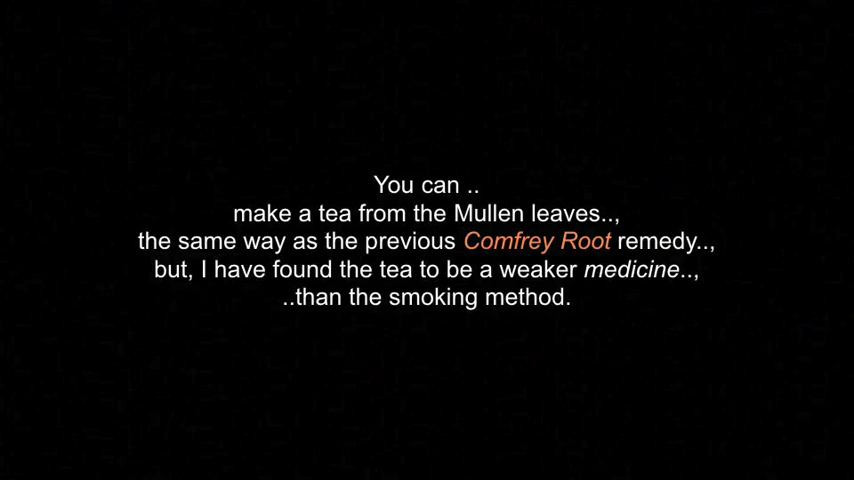 You can ..
make a tea from the Mullen leaves..,
the same way as the previous Comfrey Root remedy..,
but, I have found the tea to be a weaker medicine..,
..than the smoking method.